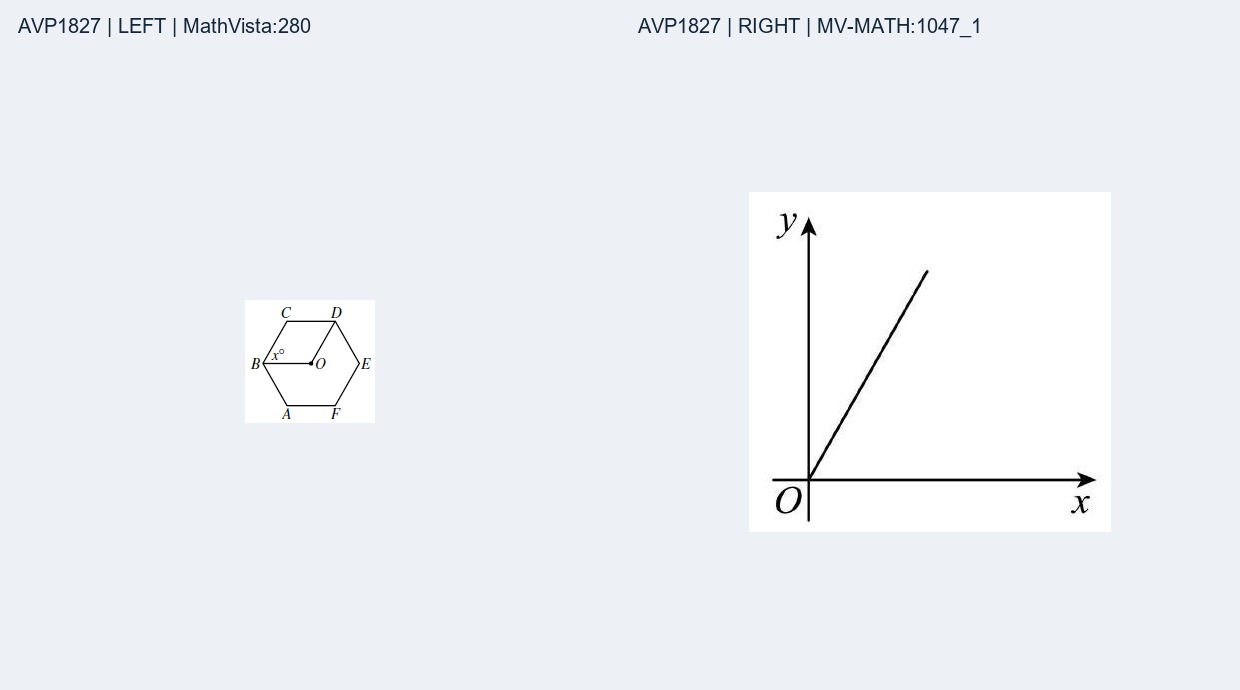 AVP1827 | LEFT | MathVista:280
AVP1827 | RIGHT | MV-MATH:1047_1
C D
B x° O E
A F
y
O x